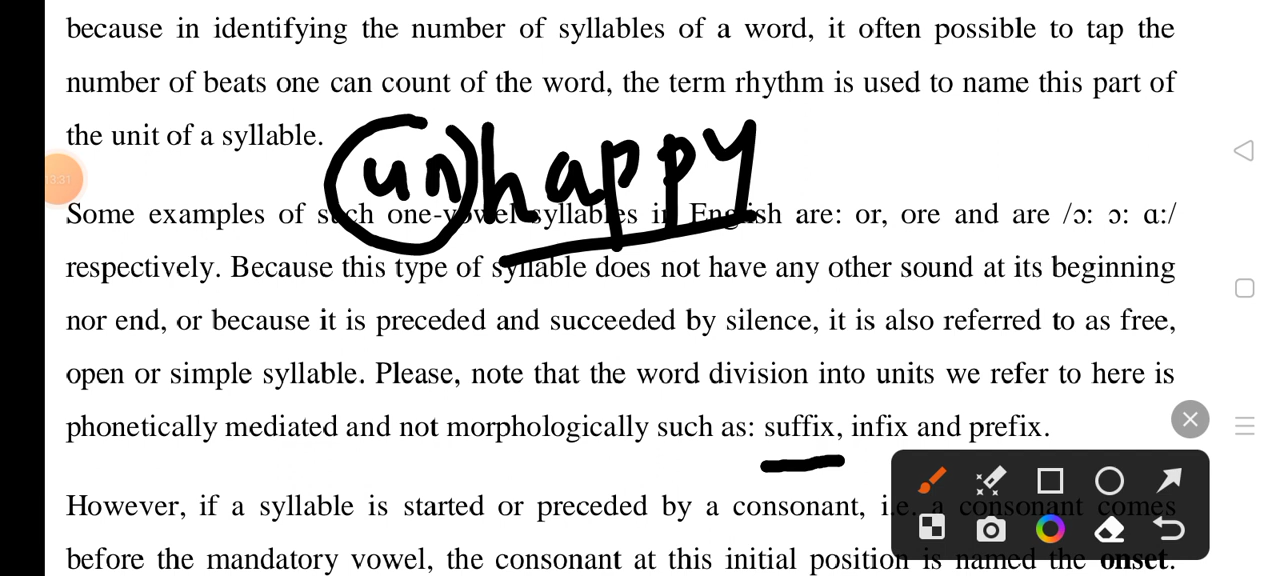 because in identifying the number of syllables of a word, it often possible to tap the
number of beats one can count of the word, the term rhythm is used to name this part of
the unit of a syllable.
unhappy
13:31
Some examples of such one-vowel syllables in English are: or, ore and are /ɔ: ɔ: ɑ:/
respectively. Because this type of syllable does not have any other sound at its beginning
nor end, or because it is preceded and succeeded by silence, it is also referred to as free,
open or simple syllable. Please, note that the word division into units we refer to here is
phonetically mediated and not morphologically such as: suffix, infix and prefix.
However, if a syllable is started or preceded by a consonant, i.e. a consonant comes
before the mandatory vowel, the consonant at this initial position is named the onset.